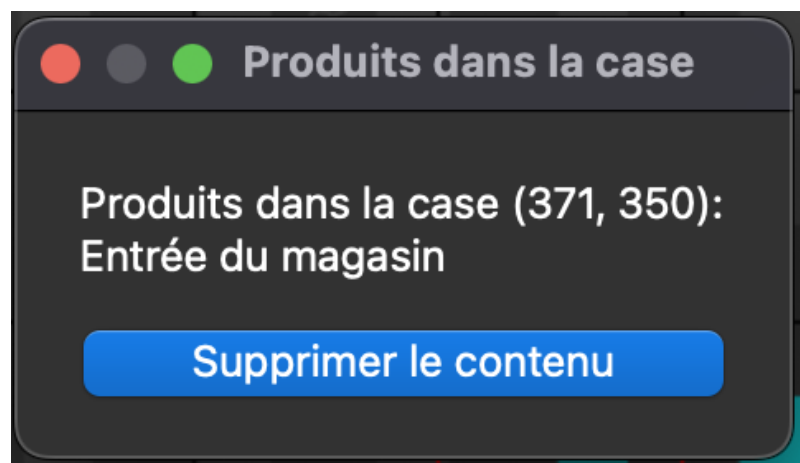 Produits dans la case
Produits dans la case (371, 350):
Entrée du magasin
Supprimer le contenu